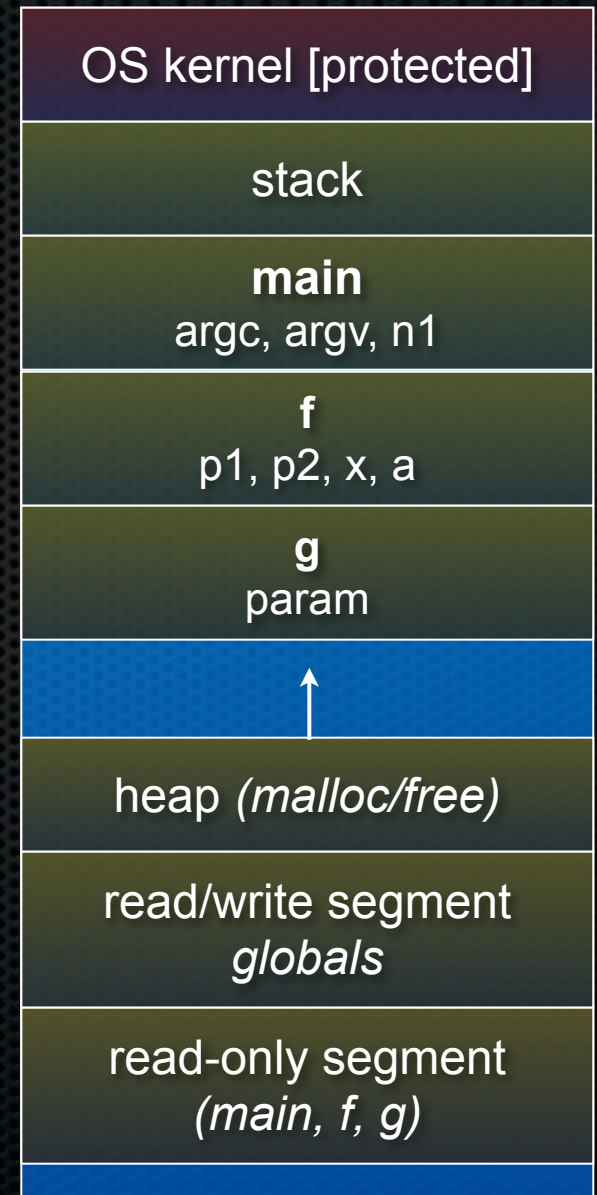 OS kernel [protected]
stack
main
argc, argv, n1
f
p1, p2, x, a
g
param
heap (malloc/free)
read/write segment
globals
read-only segment
(main, f, g)